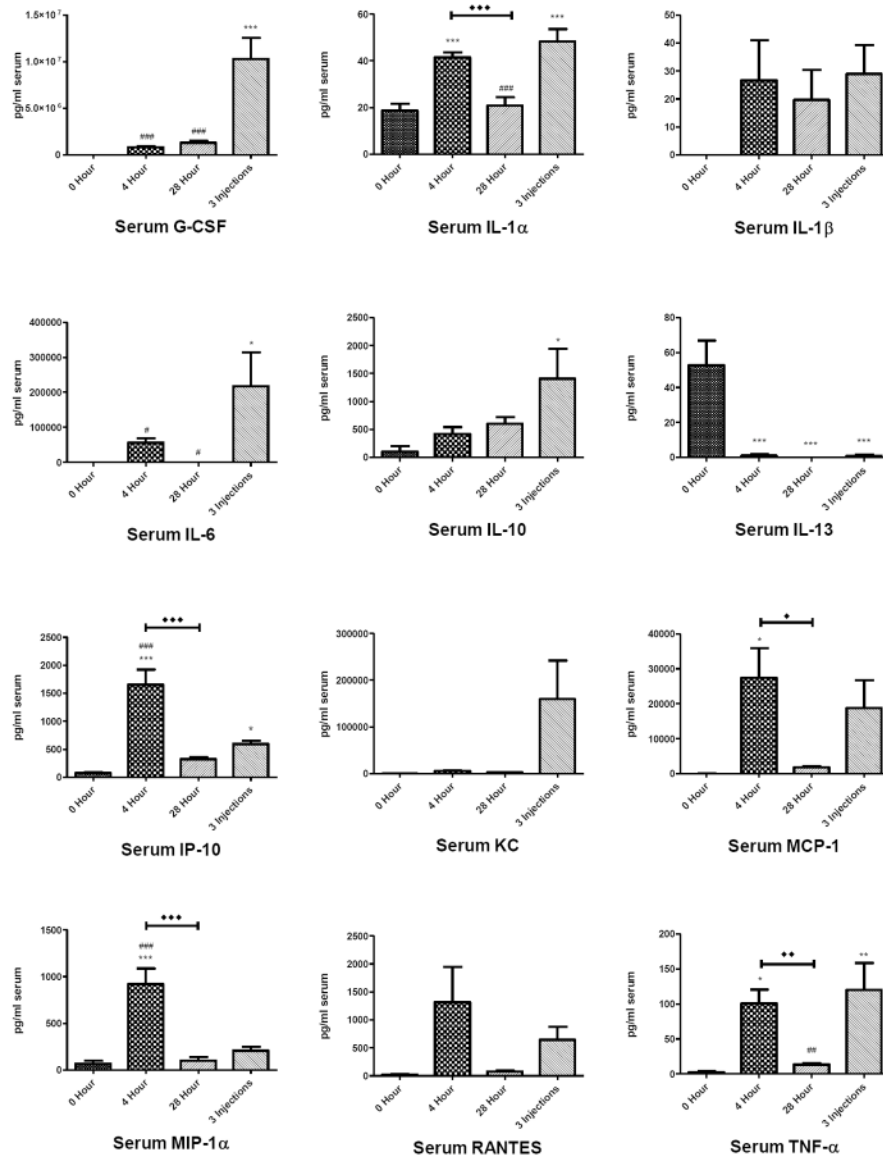 pg/ml serum
1.5×10⁷
5.0×10⁶
0
###
###
***
0 Hour
4 Hour
28 Hour
3 Injections
Serum G-CSF
pg/ml serum
60
40
20
0
◆◆◆
***
###
***
0 Hour
4 Hour
28 Hour
3 Injections
Serum IL-1α
pg/ml serum
50
40
30
20
10
0
0 Hour
4 Hour
28 Hour
3 Injections
Serum IL-1β
pg/ml serum
400000
300000
200000
100000
0
#
#
*
0 Hour
4 Hour
28 Hour
3 Injections
Serum IL-6
pg/ml serum
2500
2000
1500
1000
500
0
*
0 Hour
4 Hour
28 Hour
3 Injections
Serum IL-10
pg/ml serum
80
60
40
20
0
***
***
***
0 Hour
4 Hour
28 Hour
3 Injections
Serum IL-13
pg/ml serum
2500
2000
1500
1000
500
0
◆◆◆
###
***
*
0 Hour
4 Hour
28 Hour
3 Injections
Serum IP-10
pg/ml serum
300000
200000
100000
0
0 Hour
4 Hour
28 Hour
3 Injections
Serum KC
pg/ml serum
40000
30000
20000
10000
0
◆
*
0 Hour
4 Hour
28 Hour
3 Injections
Serum MCP-1
pg/ml serum
1500
1000
500
0
◆◆◆
###
***
0 Hour
4 Hour
28 Hour
3 Injections
Serum MIP-1α
pg/ml serum
2500
2000
1500
1000
500
0
0 Hour
4 Hour
28 Hour
3 Injections
Serum RANTES
pg/ml serum
200
150
100
50
0
◆◆
*
##
**
0 Hour
4 Hour
28 Hour
3 Injections
Serum TNF-α